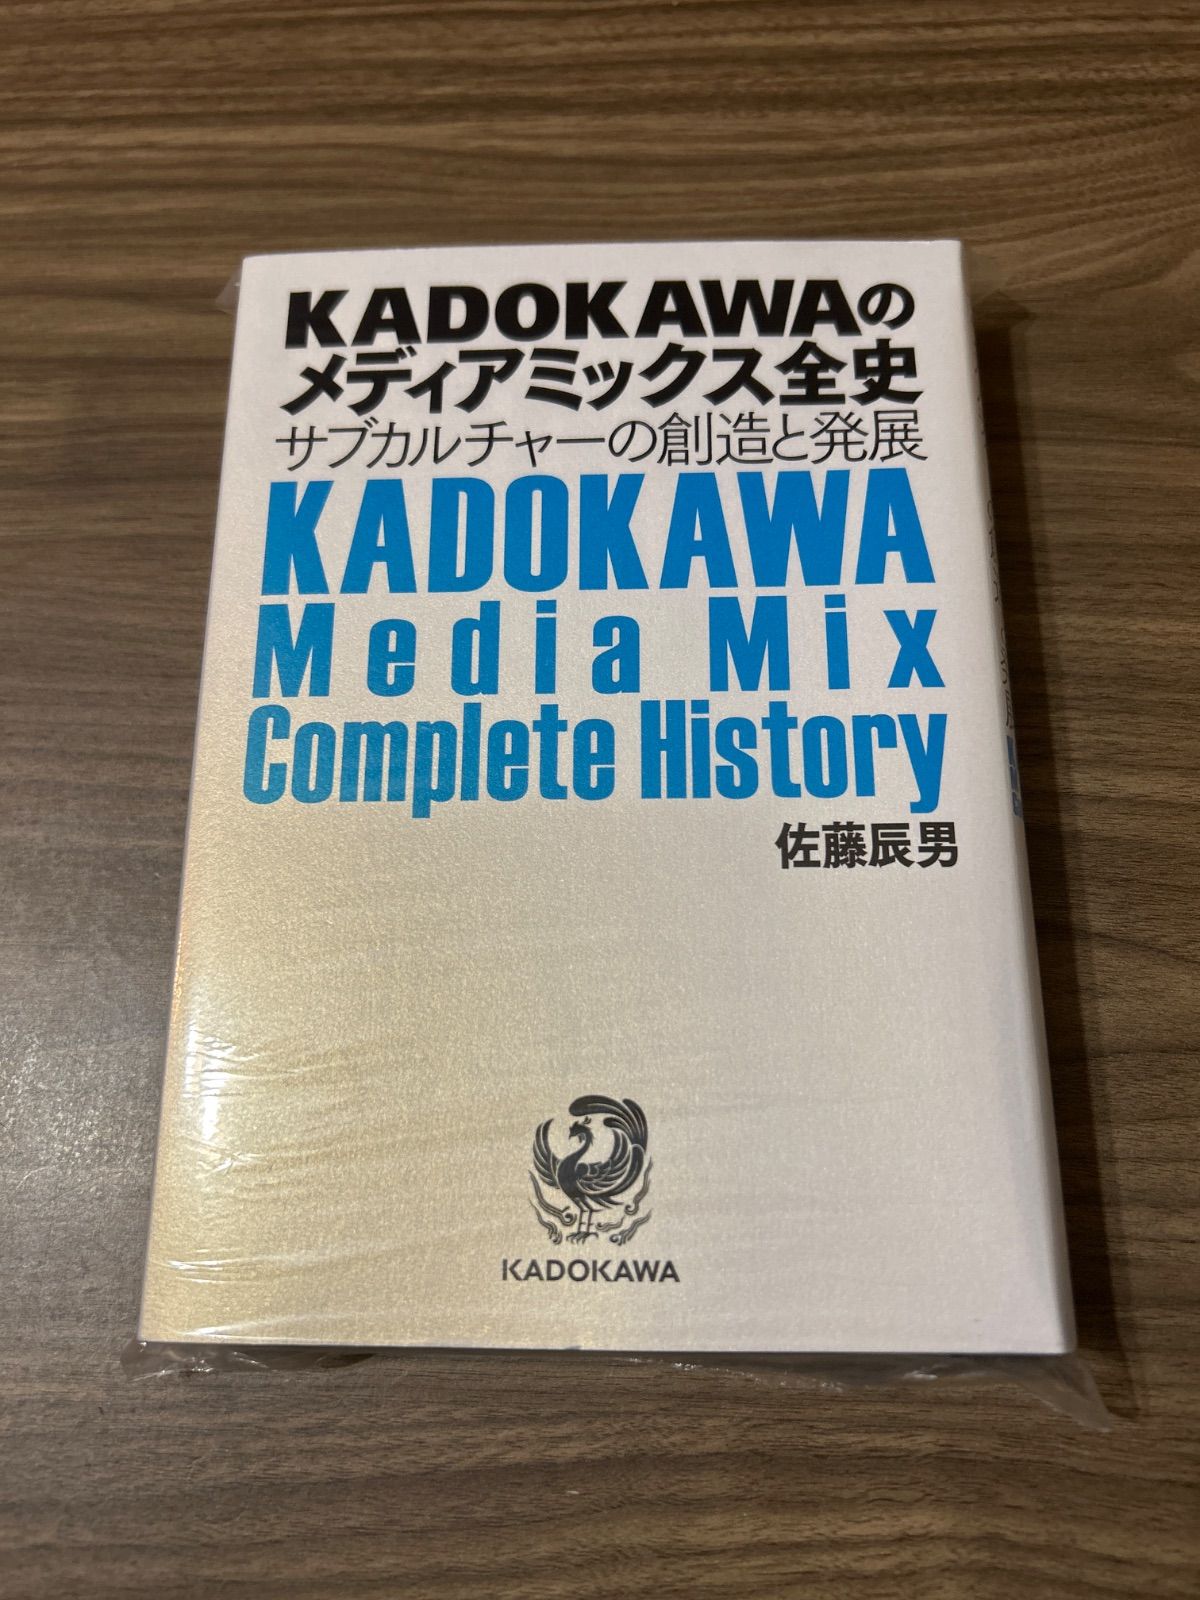 KADOKAWAの
メディアミックス全史
サブカルチャーの創造と発展
KADOKAWA
Media Mix
Complete History
佐藤辰男
KADOKAWA